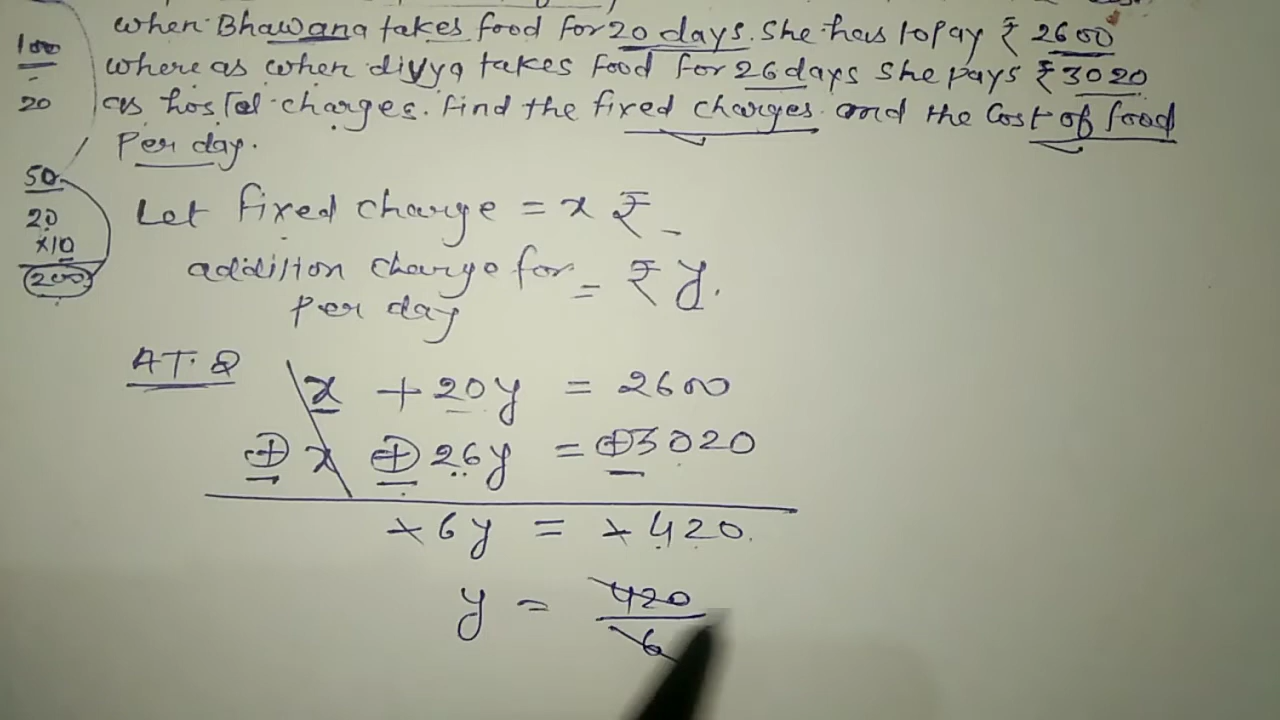 when Bhawana takes food for 20 days. She has to pay ₹ 2600
where as when diyya takes food for 26 days she pays ₹3020
as hostel charges. find the fixed charges and the cost of food
Per day.
100
20
50
20
×10
200
Let fixed charge = x ₹
addistion charge for = ₹ y.
per day
A.T.Q
x + 20y = 2600
x 26y = 3020
6y = 420.
y = 420/6